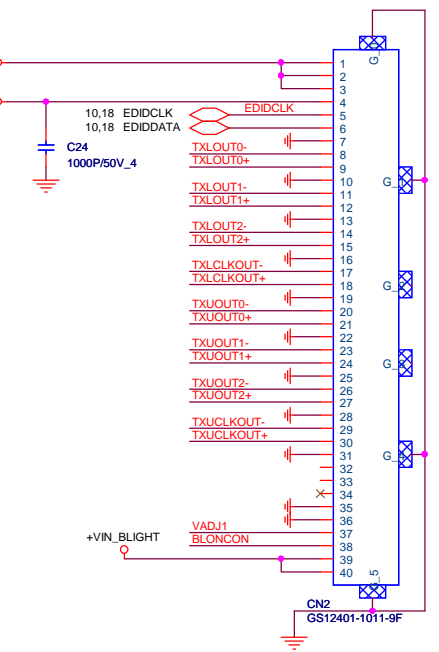 G_0
1
2
3
4
10,18 EDIDCLK EDIDCLK 5
10,18 EDIDDATA 6
7
C24
1000P/50V_4
TXLOUT0- 8
TXLOUT0+ 9
10 G_1
TXLOUT1- 11
TXLOUT1+ 12
13
TXLOUT2- 14
TXLOUT2+ 15
16
TXLCLKOUT- 17
TXLCLKOUT+ 18
19
TXUOUT0- 20
TXUOUT0+ 21
22
TXUOUT1- 23
TXUOUT1+ 24
25
TXUOUT2- 26
TXUOUT2+ 27
28
TXUCLKOUT- 29
TXUCLKOUT+ 30
31
32
33
34
35
36
VADJ1 37
BLONCON 38
+VIN_BLIGHT 39
40
G_5
CN2
GS12401-1011-9F